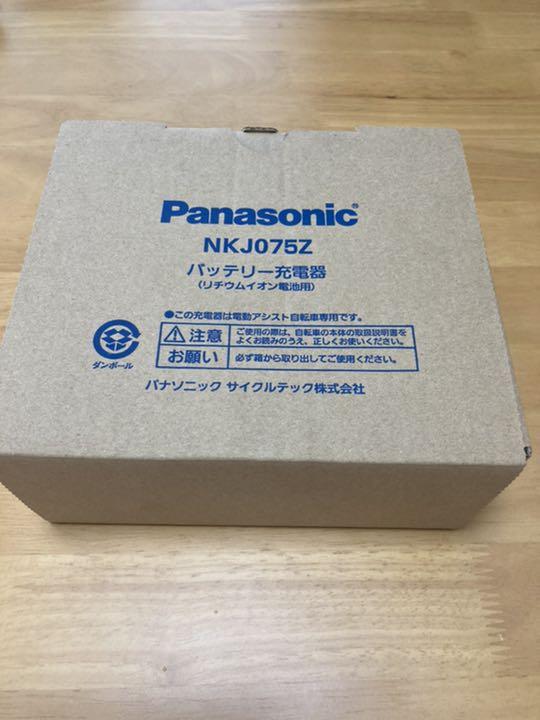 Panasonic®
NKJ075Z
バッテリー充電器
(リチウムイオン電池用)
●この充電器は電動アシスト自転車専用です。
注意
ご使用の際は、自転車の本体の取扱説明書を
よくお読みのうえ、正しくお使いください。
お願い
必ず箱から取り出してご使用ください。
ダンボール
パナソニック サイクルテック株式会社